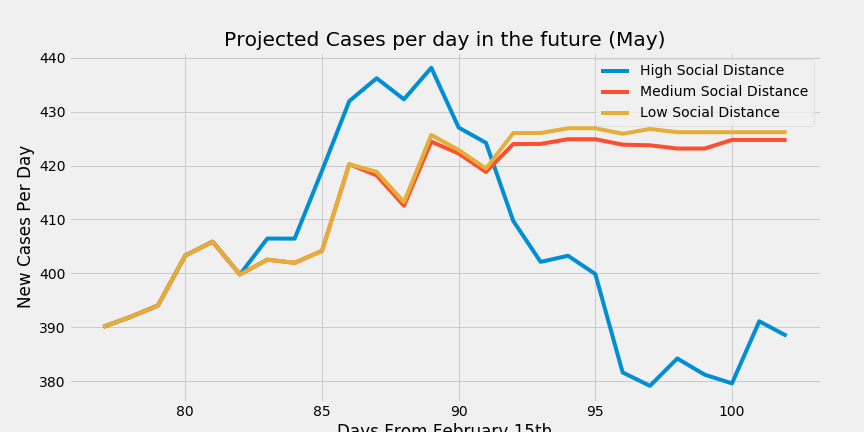 Projected Cases per day in the future (May)
High Social Distance
Medium Social Distance
Low Social Distance
New Cases Per Day
440
430
420
410
400
390
380
80 85 90 95 100
Days From February 15th